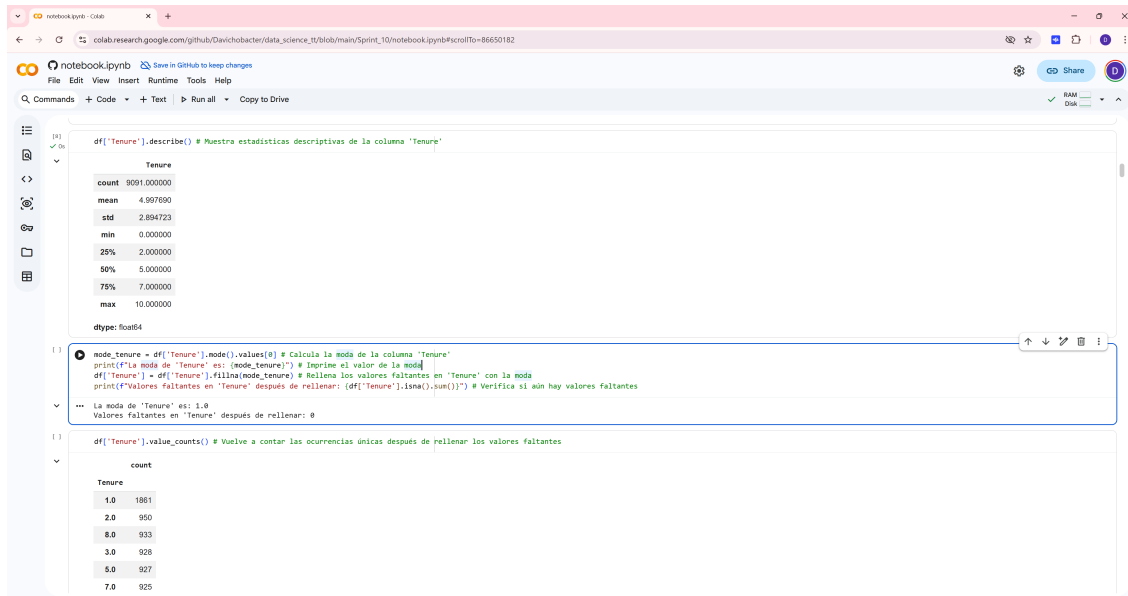 notebook.ipynb - Colab
colab.research.google.com/github/Davichobacter/data_science_tt/blob/main/Sprint_10/notebook.ipynb#scrollTo=86650182
D
notebook.ipynb
Save in GitHub to keep changes
File Edit View Insert Runtime Tools Help
Share
D
Commands + Code + Text Run all Copy to Drive
RAM
Disk
[8]
0s
df['Tenure'].describe() # Muestra estadísticas descriptivas de la columna 'Tenure'
Tenure
count 9091.000000
mean 4.997690
std 2.894723
min 0.000000
25% 2.000000
50% 5.000000
75% 7.000000
max 10.000000
dtype: float64
[ ]
mode_tenure = df['Tenure'].mode().values[0] # Calcula la moda de la columna 'Tenure'
print(f"La moda de 'Tenure' es: {mode_tenure}") # Imprime el valor de la moda
df['Tenure'] = df['Tenure'].fillna(mode_tenure) # Rellena los valores faltantes en 'Tenure' con la moda
print(f"Valores faltantes en 'Tenure' después de rellenar: {df['Tenure'].isna().sum()}") # Verifica si aún hay valores faltantes
La moda de 'Tenure' es: 1.0
Valores faltantes en 'Tenure' después de rellenar: 0
[ ]
df['Tenure'].value_counts() # Vuelve a contar las ocurrencias únicas después de rellenar los valores faltantes
count
Tenure
1.0 1861
2.0 950
8.0 933
3.0 928
5.0 927
7.0 925